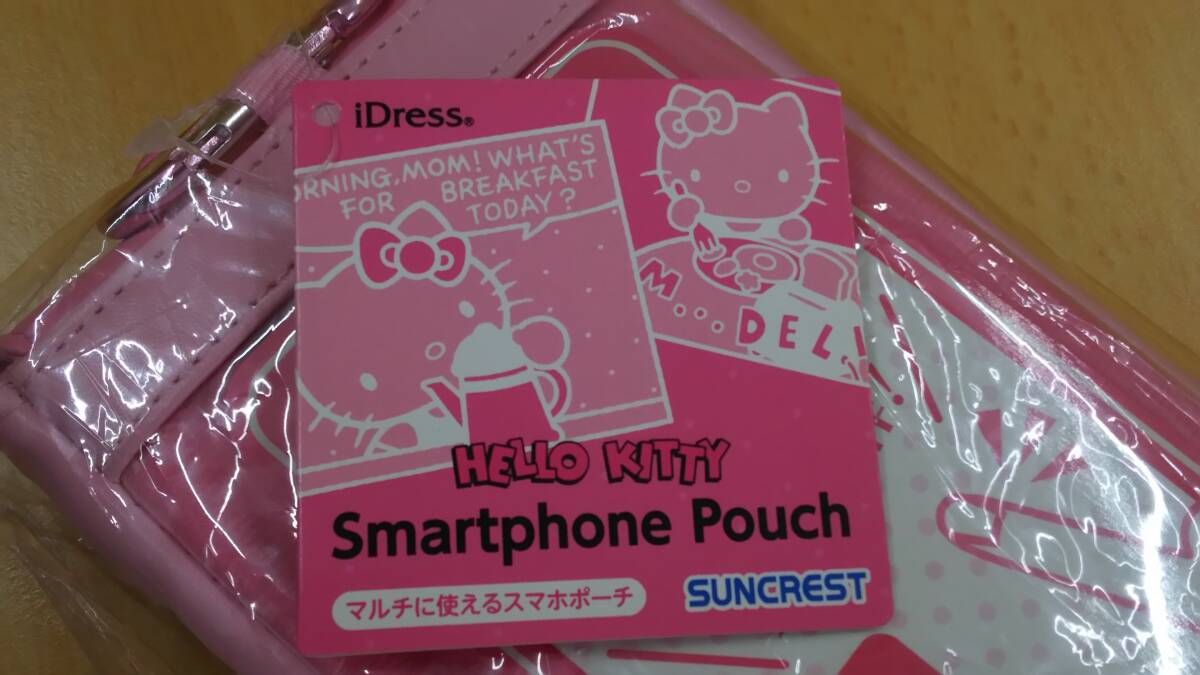 iDress®
ORNING, MOM! WHAT'S
FOR BREAKFAST
TODAY?
M... DEL
HELLO KITTY
Smartphone Pouch
マルチに使えるスマホポーチ
SUNCREST